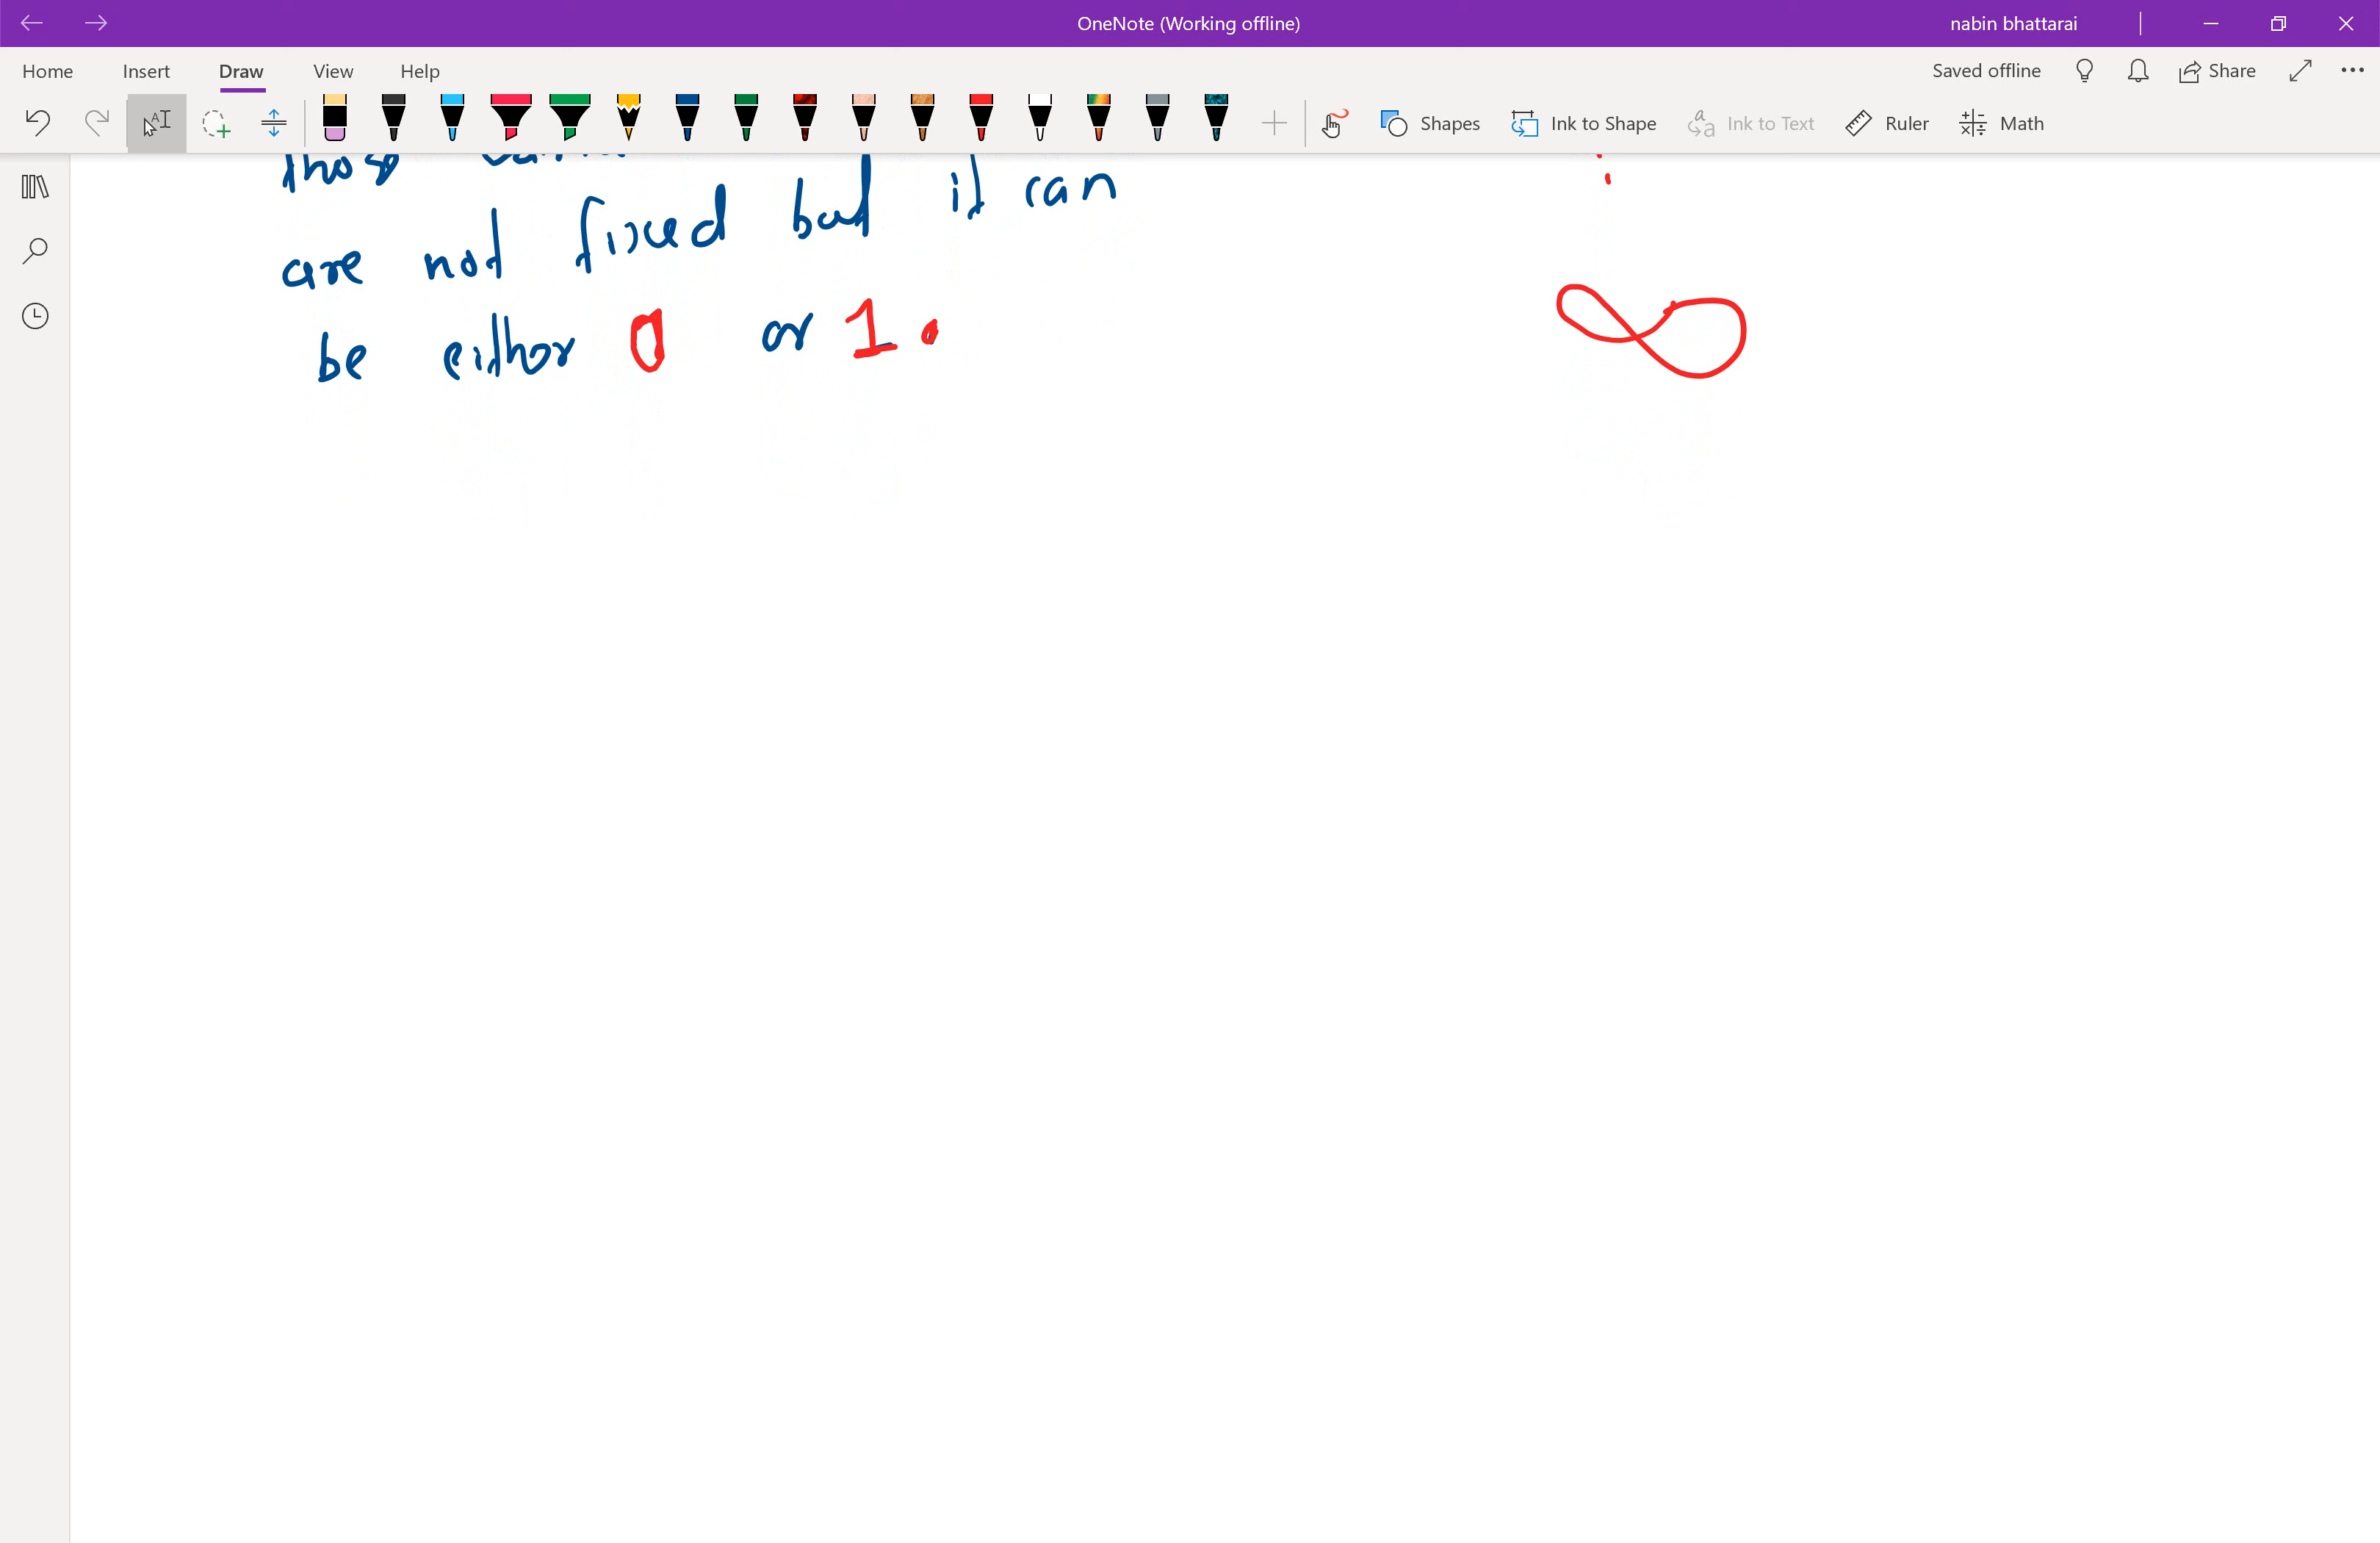 OneNote (Working offline)
nabin bhattarai
Home Insert Draw View Help
Saved offline Share
Shapes Ink to Shape Ink to Text Ruler Math
those
are not fixed but it can
be either 0 or 1.